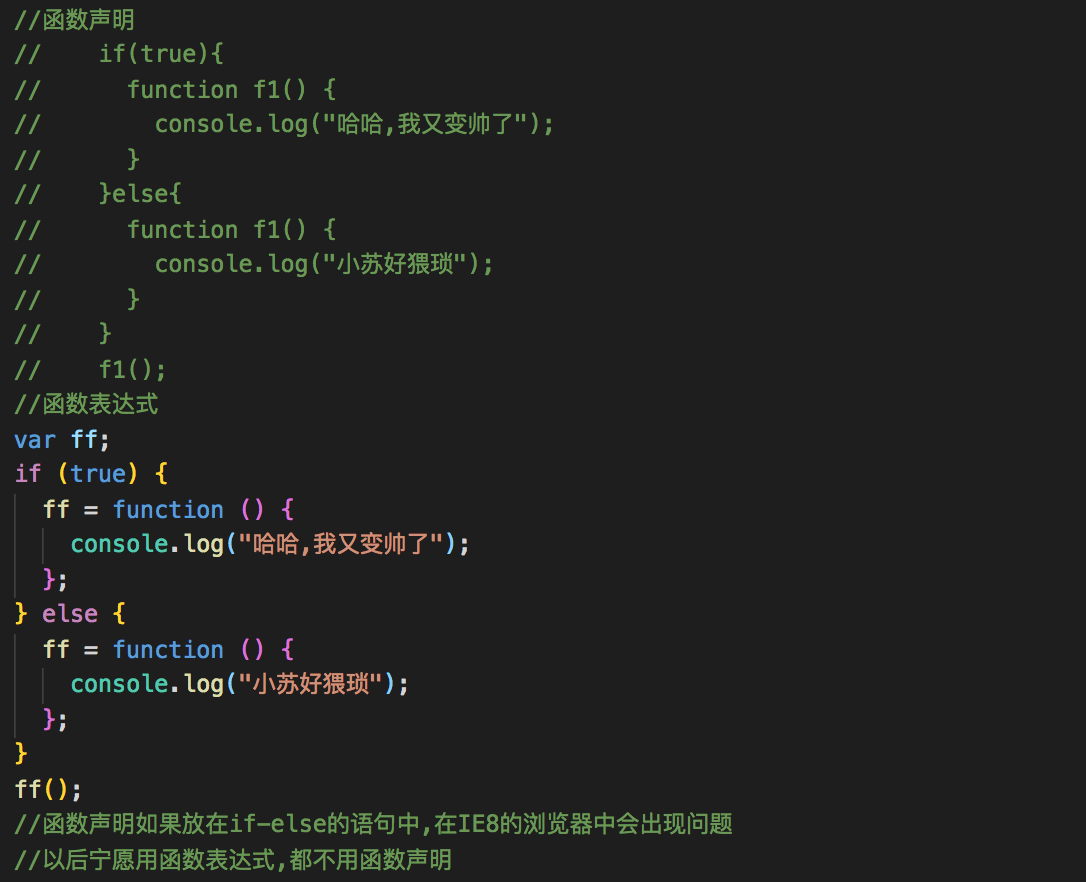 //函数声明
//    if(true){
//      function f1() {
//        console.log("哈哈,我又变帅了");
//      }
//    }else{
//      function f1() {
//        console.log("小苏好猥琐");
//      }
//    }
//    f1();
//函数表达式
var ff;
if (true) {
  ff = function () {
    console.log("哈哈,我又变帅了");
  };
} else {
  ff = function () {
    console.log("小苏好猥琐");
  };
}
ff();
//函数声明如果放在if-else的语句中,在IE8的浏览器中会出现问题
//以后宁愿用函数表达式,都不用函数声明